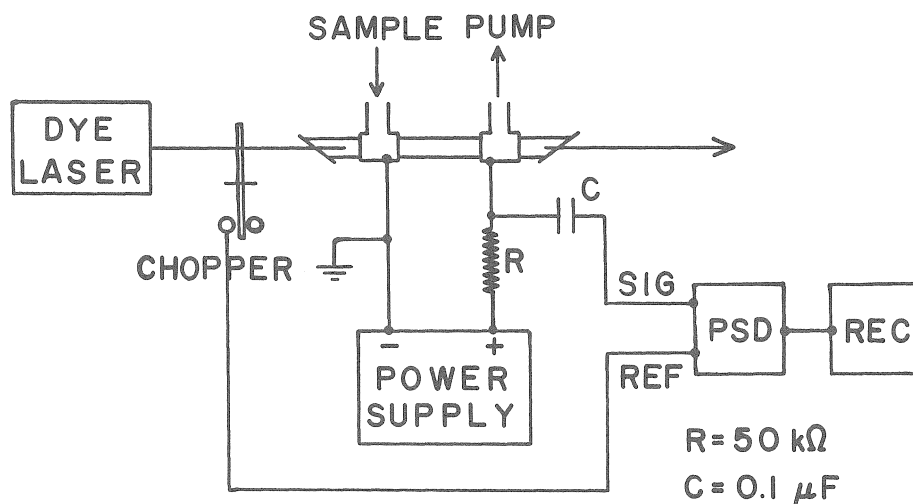 SAMPLE PUMP
DYE
LASER
C
CHOPPER
R
SIG
PSD
REC
− +
REF
POWER
SUPPLY
R = 50 kΩ
C = 0.1 μF